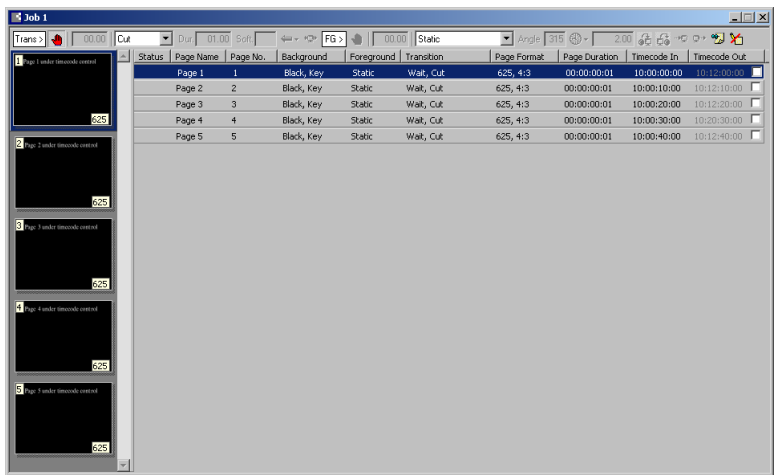 Job 1
Trans> 00.00 Cut Dur 01.00 Soft FG> 00.00 Static Angle 315 2.00
Status Page Name Page No. Background Foreground Transition Page Format Page Duration Timecode In Timecode Out
Page 1 1 Black, Key Static Wait, Cut 625, 4:3 00:00:00:01 10:00:00:00 10:12:00:00
Page 2 2 Black, Key Static Wait, Cut 625, 4:3 00:00:00:01 10:00:10:00 10:12:10:00
Page 3 3 Black, Key Static Wait, Cut 625, 4:3 00:00:00:01 10:00:20:00 10:12:20:00
Page 4 4 Black, Key Static Wait, Cut 625, 4:3 00:00:00:01 10:00:30:00 10:20:30:00
Page 5 5 Black, Key Static Wait, Cut 625, 4:3 00:00:00:01 10:00:40:00 10:12:40:00
1 Page 1 under timecode control
625
2 Page 2 under timecode control
625
3 Page 3 under timecode control
625
4 Page 4 under timecode control
625
5 Page 5 under timecode control
625